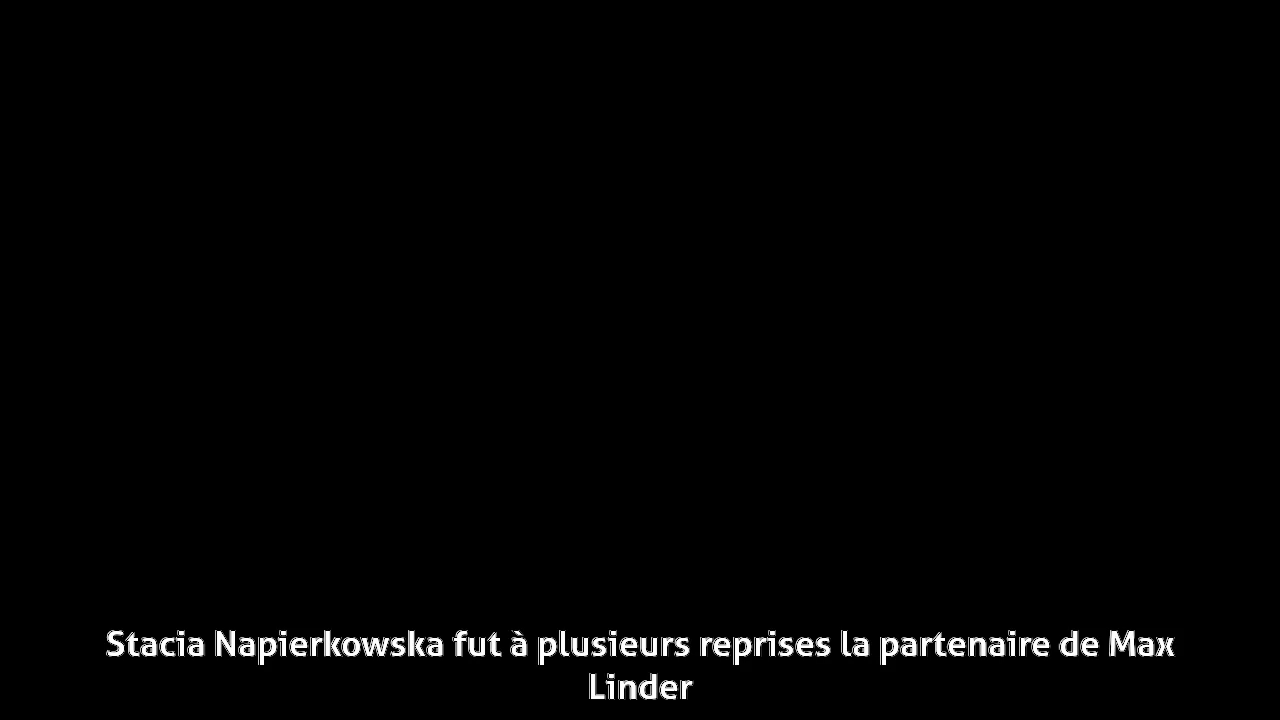 Stacia Napierkowska fut à plusieurs reprises la partenaire de Max
Linder